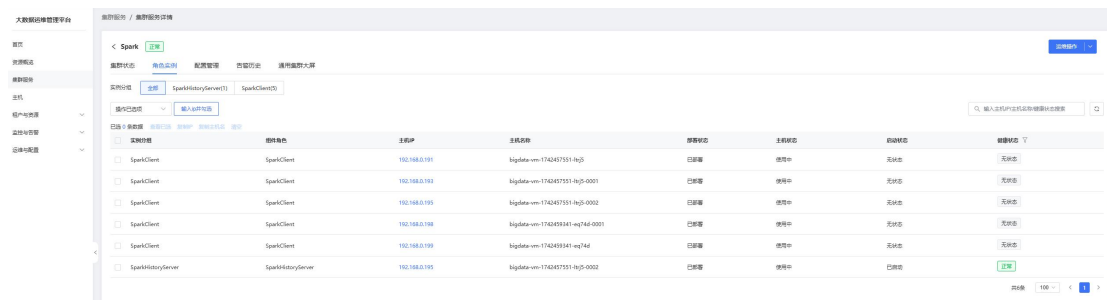 大数据运维管理平台
集群服务 / 集群服务详情
首页
资源概览
集群服务
主机
租户与资源
监控与告警
运维与配置
< Spark 正常
运维操作
集群状态 角色实例 配置管理 告警历史 通用集群大屏
实例分组 全部 SparkHistoryServer(1) SparkClient(5)
操作已选项 输入ip并勾选 输入主机IP/主机名称/健康状态搜索
已选 0 条数据
实例分组 组件角色 主机IP 主机名称 部署状态 主机状态 启动状态 健康状态
SparkClient SparkClient 192.168.0.191 bigdata-vm-1742457551-ltrj5 已部署 使用中 无状态 无状态
SparkClient SparkClient 192.168.0.193 bigdata-vm-1742457551-ltrj5-0001 已部署 使用中 无状态 无状态
SparkClient SparkClient 192.168.0.195 bigdata-vm-1742457551-ltrj5-0002 已部署 使用中 无状态 无状态
SparkClient SparkClient 192.168.0.198 bigdata-vm-1742459341-eq74d-0001 已部署 使用中 无状态 无状态
SparkClient SparkClient 192.168.0.199 bigdata-vm-1742459341-eq74d 已部署 使用中 无状态 无状态
SparkHistoryServer SparkHistoryServer 192.168.0.195 bigdata-vm-1742457551-ltrj5-0002 已部署 使用中 已启动 正常
共6条 100 < 1 >